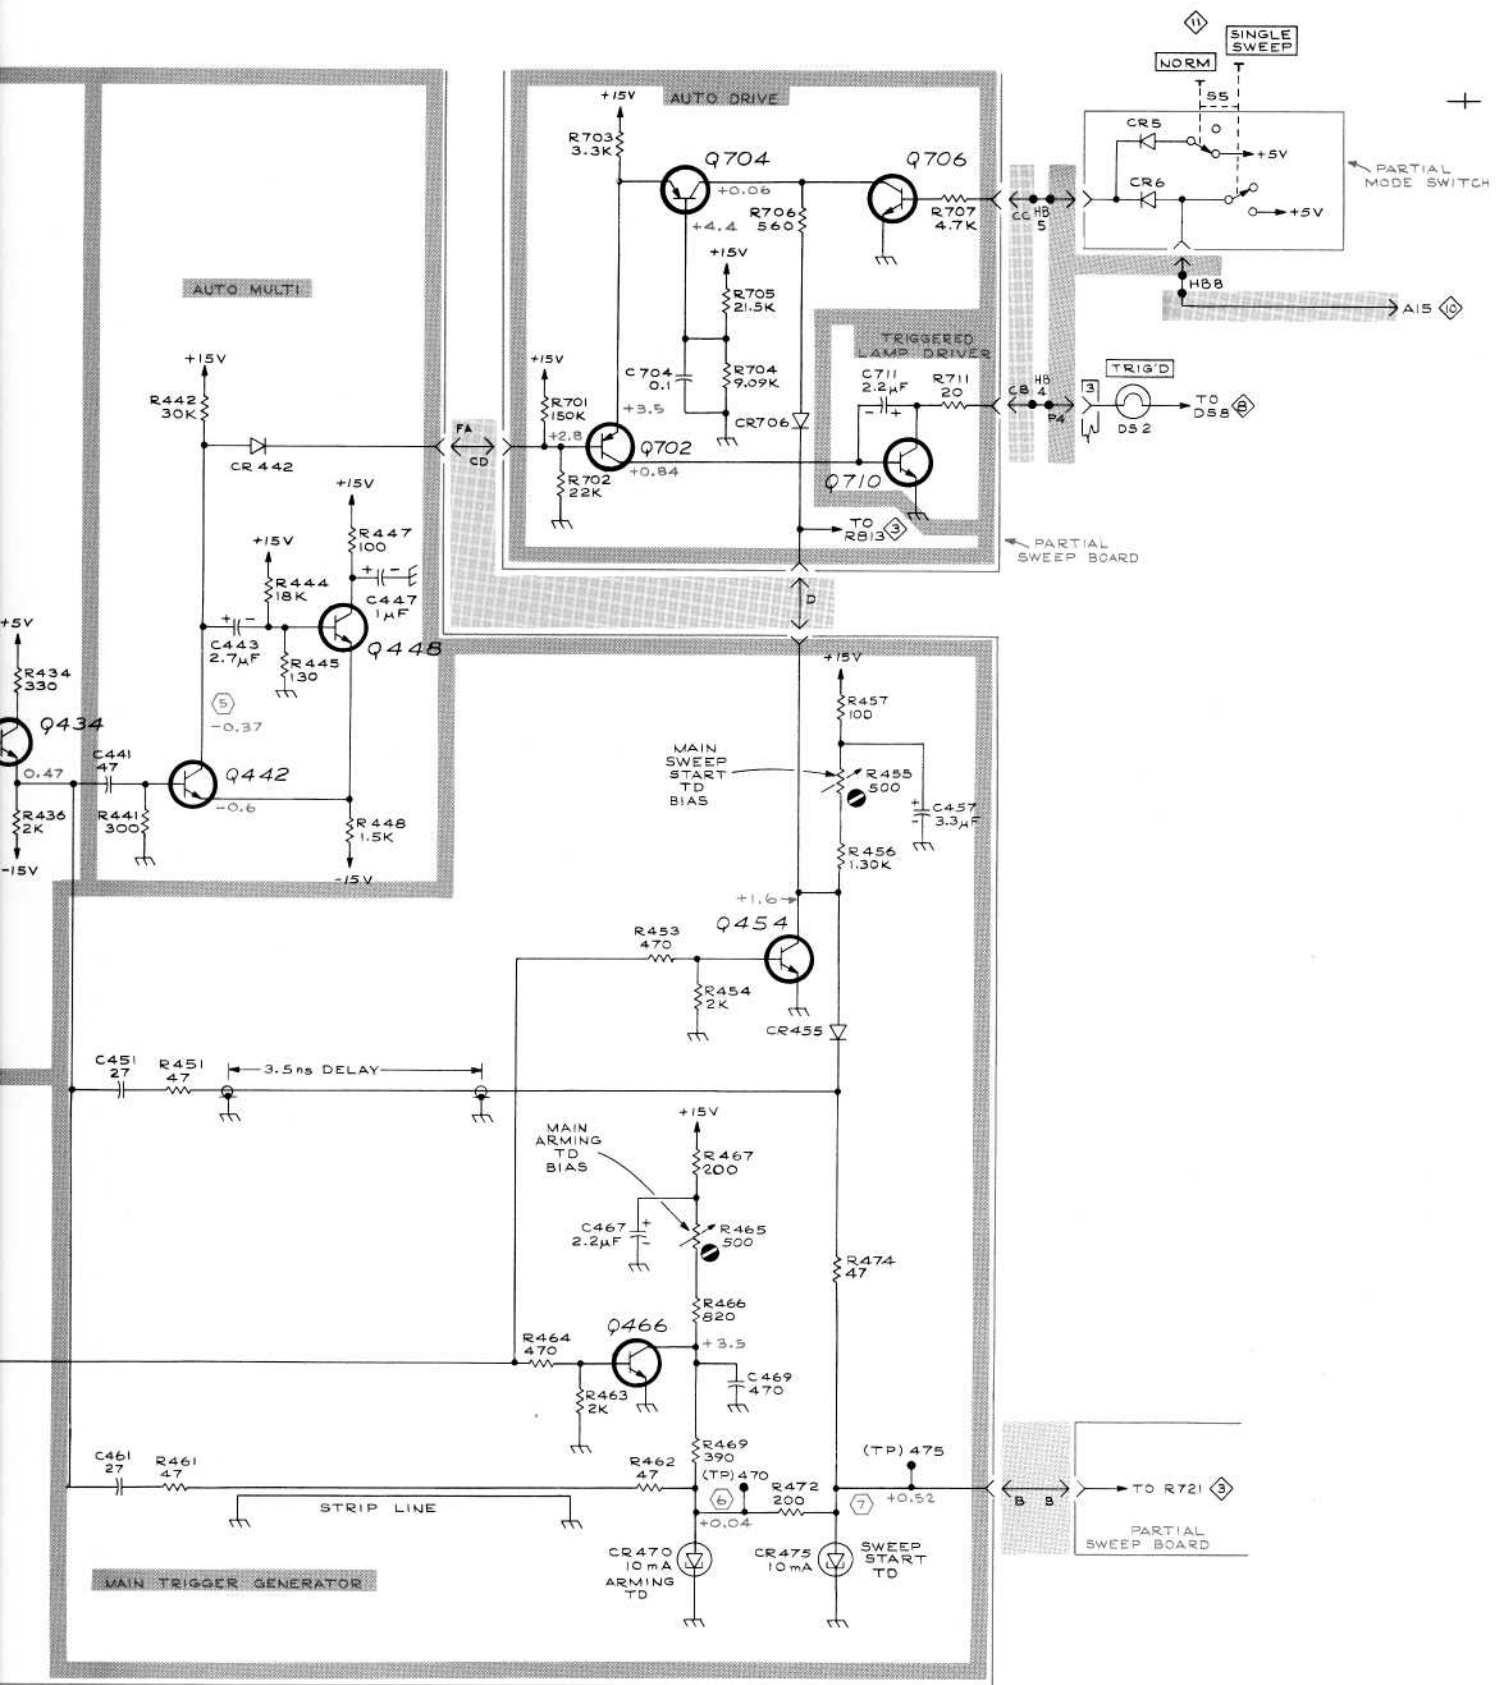 11
SINGLE
SWEEP
NORM
S5
CR5
+5V
CR6
+5V
PARTIAL
MODE SWITCH
HB8
A15 10
AUTO DRIVE
+15V
R703
3.3K
Q704
+0.06
+4.4
Q706
R706
560
R707
4.7K
CC
HB
5
+15V
R705
21.5K
C704
0.1
R704
9.09K
TRIGGERED
LAMP DRIVER
C711
2.2µF
R711
20
CB
HB
4
P4
3
TRIG'D
DS2
TO
DS8 8
+15V
R701
150K
+3.5
+2.8
Q702
+0.84
R702
22K
CR706
Q710
TO
R813 3
PARTIAL
SWEEP BOARD
FA
CD
D
AUTO MULTI
+15V
R442
30K
CR442
+15V
R447
100
+15V
R444
18K
+ -
C447
1µF
+ -
C443
2.7µF
R445
130
Q448
5
-0.37
+5V
R434
330
Q434
0.47
C441
47
Q442
-0.6
R436
2K
-15V
R441
300
R448
1.5K
-15V
+15V
R457
100
MAIN
SWEEP
START
TD
BIAS
R455
500
+
-
C457
3.3µF
R456
1.30K
+1.6
Q454
R453
470
R454
2K
CR455
C451
27
R451
47
3.5ns DELAY
+15V
MAIN
ARMING
TD
BIAS
R467
200
C467
2.2µF
+
-
R465
500
R474
47
R466
820
Q466
+3.5
R464
470
R463
2K
C469
470
R469
390
C461
27
R461
47
STRIP LINE
R462
47
(TP)470
6
+0.04
R472
200
(TP)475
7
+0.52
B B
TO R721 3
PARTIAL
SWEEP BOARD
CR470
10mA
ARMING
TD
CR475
10mA
SWEEP
START
TD
MAIN TRIGGER GENERATOR